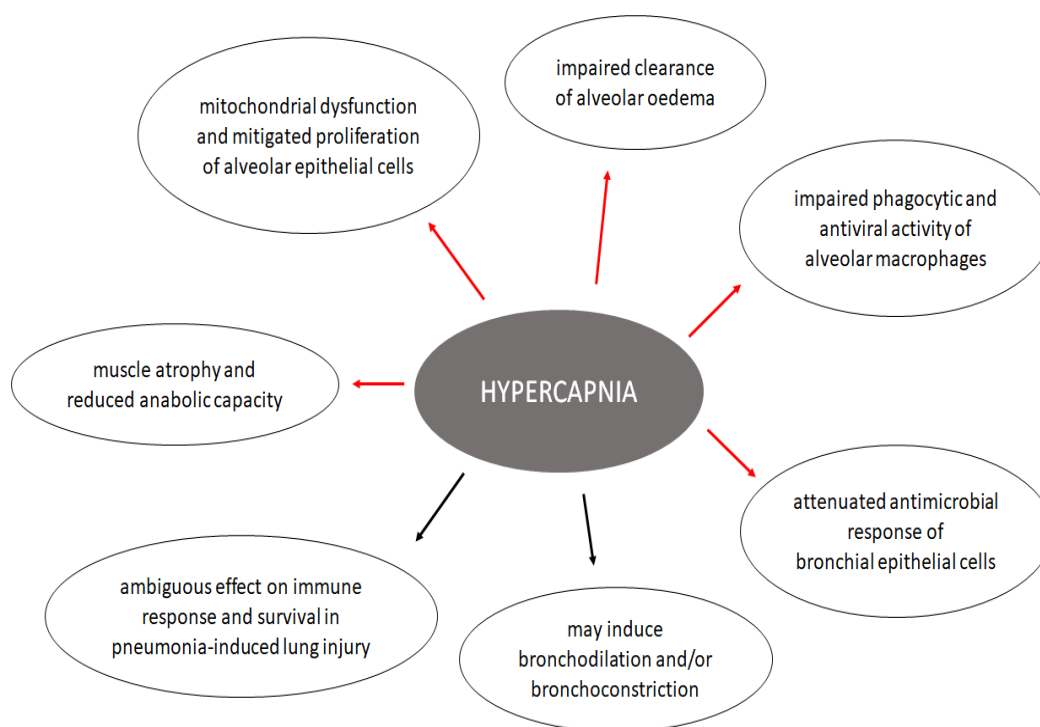 impaired clearance
of alveolar oedema
mitochondrial dysfunction
and mitigated proliferation
of alveolar epithelial cells
impaired phagocytic and
antiviral activity of
alveolar macrophages
muscle atrophy and
reduced anabolic capacity
HYPERCAPNIA
attenuated antimicrobial
response of
bronchial epithelial cells
ambiguous effect on immune
response and survival in
pneumonia-induced lung injury
may induce
bronchodilation and/or
bronchoconstriction